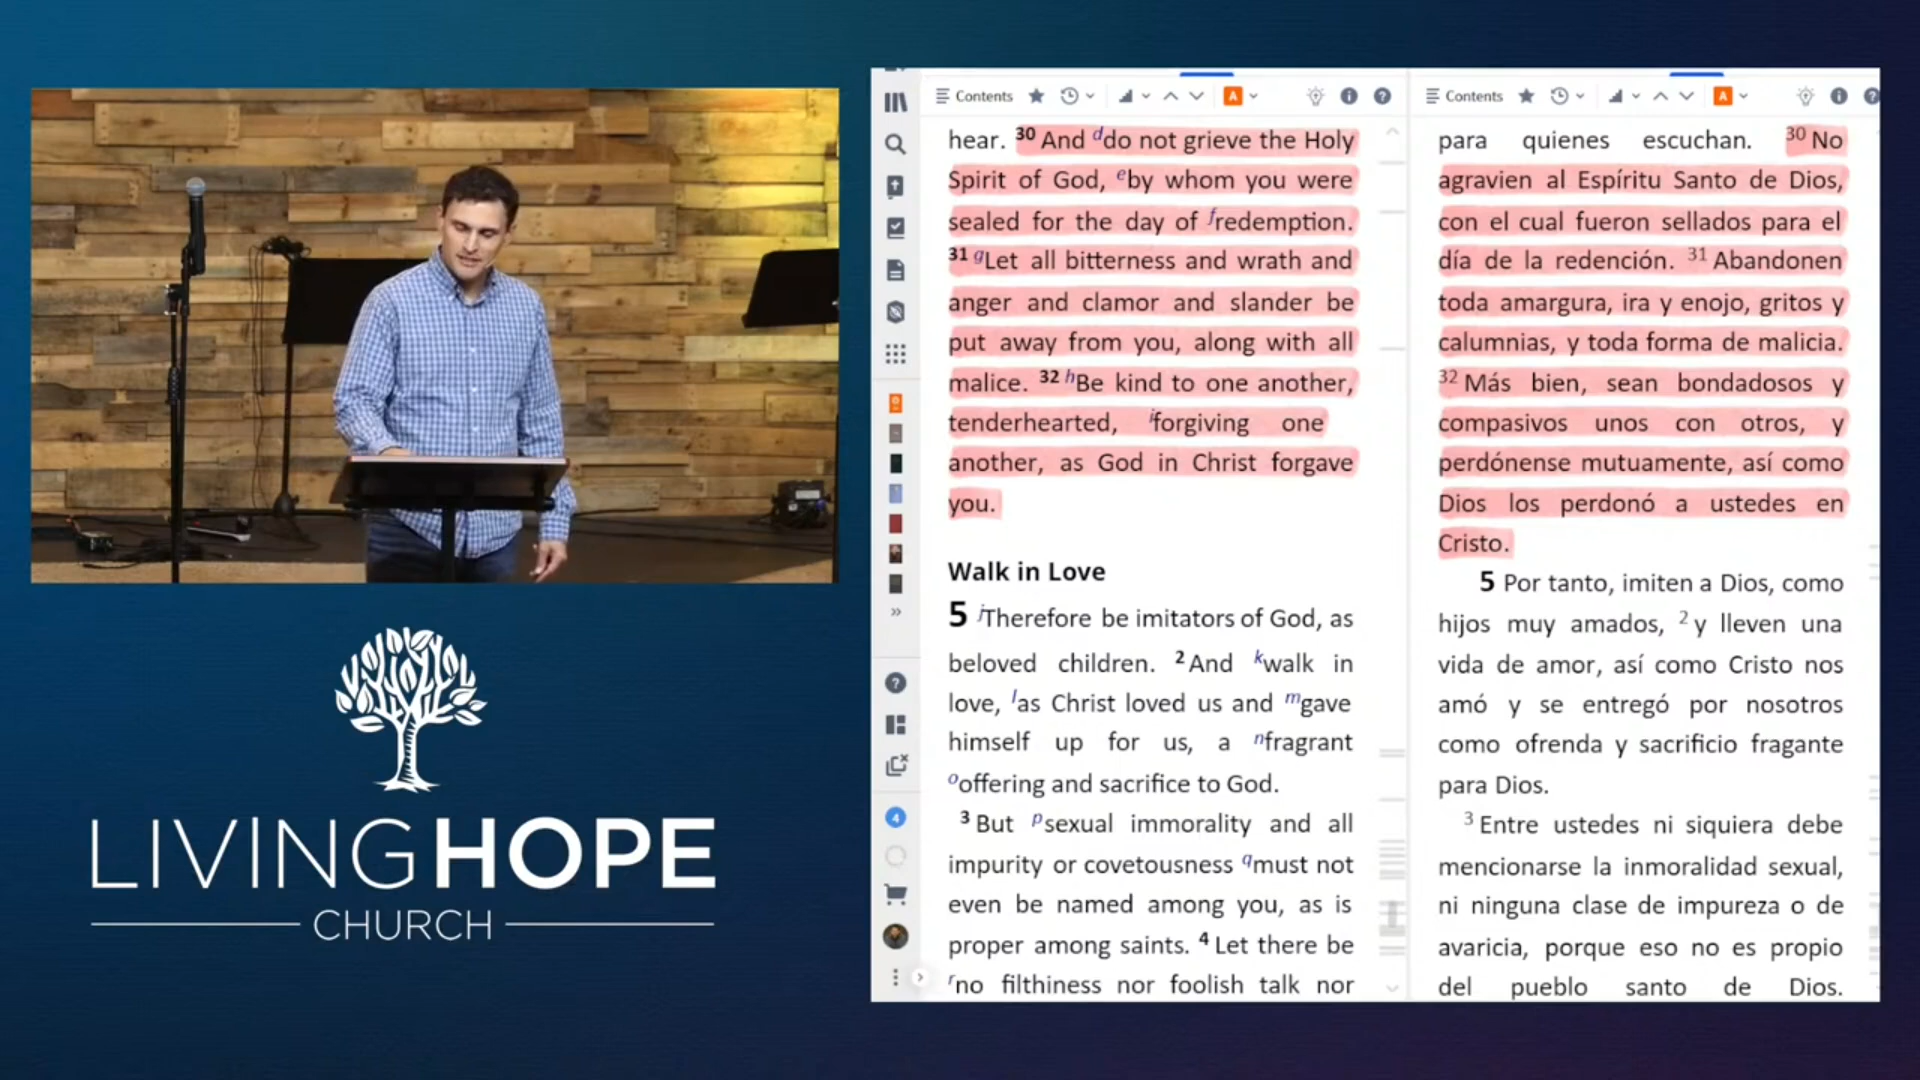 LIVINGHOPE
CHURCH
Contents
hear. 30 And d do not grieve the Holy
Spirit of God, e by whom you were
sealed for the day of f redemption.
31 g Let all bitterness and wrath and
anger and clamor and slander be
put away from you, along with all
malice. 32 h Be kind to one another,
tenderhearted, i forgiving one
another, as God in Christ forgave
you.
Walk in Love
5 j Therefore be imitators of God, as
beloved children. 2 And k walk in
love, l as Christ loved us and m gave
himself up for us, a n fragrant
o offering and sacrifice to God.
3 But p sexual immorality and all
impurity or covetousness q must not
even be named among you, as is
proper among saints. 4 Let there be
r no filthiness nor foolish talk nor
Contents
para quienes escuchan. 30 No
agravien al Espíritu Santo de Dios,
con el cual fueron sellados para el
día de la redención. 31 Abandonen
toda amargura, ira y enojo, gritos y
calumnias, y toda forma de malicia.
32 Más bien, sean bondadosos y
compasivos unos con otros, y
perdónense mutuamente, así como
Dios los perdonó a ustedes en
Cristo.
5 Por tanto, imiten a Dios, como
hijos muy amados, 2 y lleven una
vida de amor, así como Cristo nos
amó y se entregó por nosotros
como ofrenda y sacrificio fragante
para Dios.
3 Entre ustedes ni siquiera debe
mencionarse la inmoralidad sexual,
ni ninguna clase de impureza o de
avaricia, porque eso no es propio
del pueblo santo de Dios.